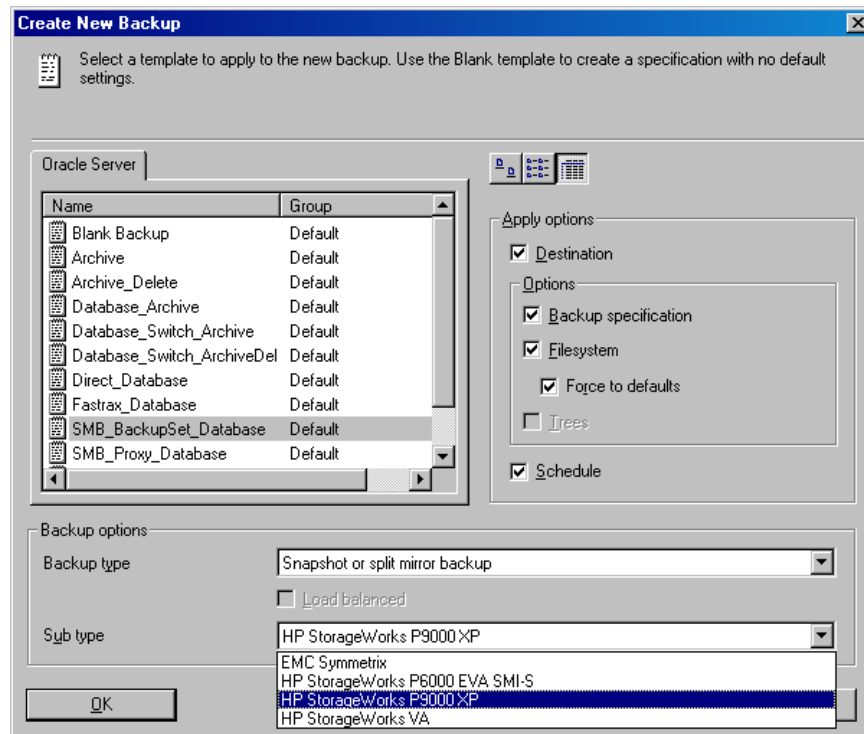 Create New Backup
Select a template to apply to the new backup. Use the Blank template to create a specification with no default
settings.
Oracle Server
Name Group
Blank Backup Default
Archive Default
Archive_Delete Default
Database_Archive Default
Database_Switch_Archive Default
Database_Switch_ArchiveDel Default
Direct_Database Default
Fastrax_Database Default
SMB_BackupSet_Database Default
SMB_Proxy_Database Default
Apply options
Destination
Options
Backup specification
Filesystem
Force to defaults
Trees
Schedule
Backup options
Backup type Snapshot or split mirror backup
Load balanced
Sub type HP StorageWorks P9000 XP
EMC Symmetrix
HP StorageWorks P6000 EVA SMI-S
HP StorageWorks P9000 XP
HP StorageWorks VA
OK